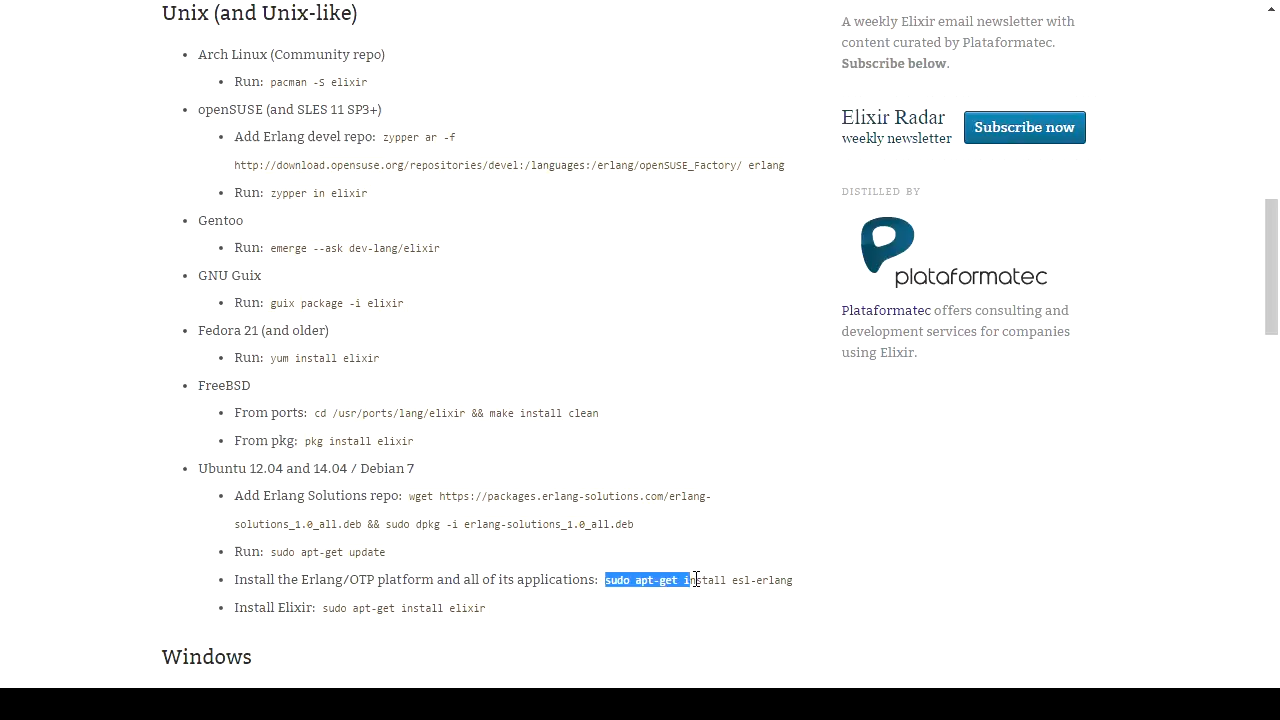 Unix (and Unix-like)
Arch Linux (Community repo)
Run: pacman -S elixir
openSUSE (and SLES 11 SP3+)
Add Erlang devel repo: zypper ar -f
http://download.opensuse.org/repositories/devel:/languages:/erlang/openSUSE_Factory/ erlang
Run: zypper in elixir
Gentoo
Run: emerge --ask dev-lang/elixir
GNU Guix
Run: guix package -i elixir
Fedora 21 (and older)
Run: yum install elixir
FreeBSD
From ports: cd /usr/ports/lang/elixir && make install clean
From pkg: pkg install elixir
Ubuntu 12.04 and 14.04 / Debian 7
Add Erlang Solutions repo: wget https://packages.erlang-solutions.com/erlang-
solutions_1.0_all.deb && sudo dpkg -i erlang-solutions_1.0_all.deb
Run: sudo apt-get update
Install the Erlang/OTP platform and all of its applications: sudo apt-get install esl-erlang
Install Elixir: sudo apt-get install elixir
Windows
A weekly Elixir email newsletter with
content curated by Plataformatec.
Subscribe below.
Elixir Radar
weekly newsletter
Subscribe now
DISTILLED BY
plataformatec
Plataformatec offers consulting and
development services for companies
using Elixir.